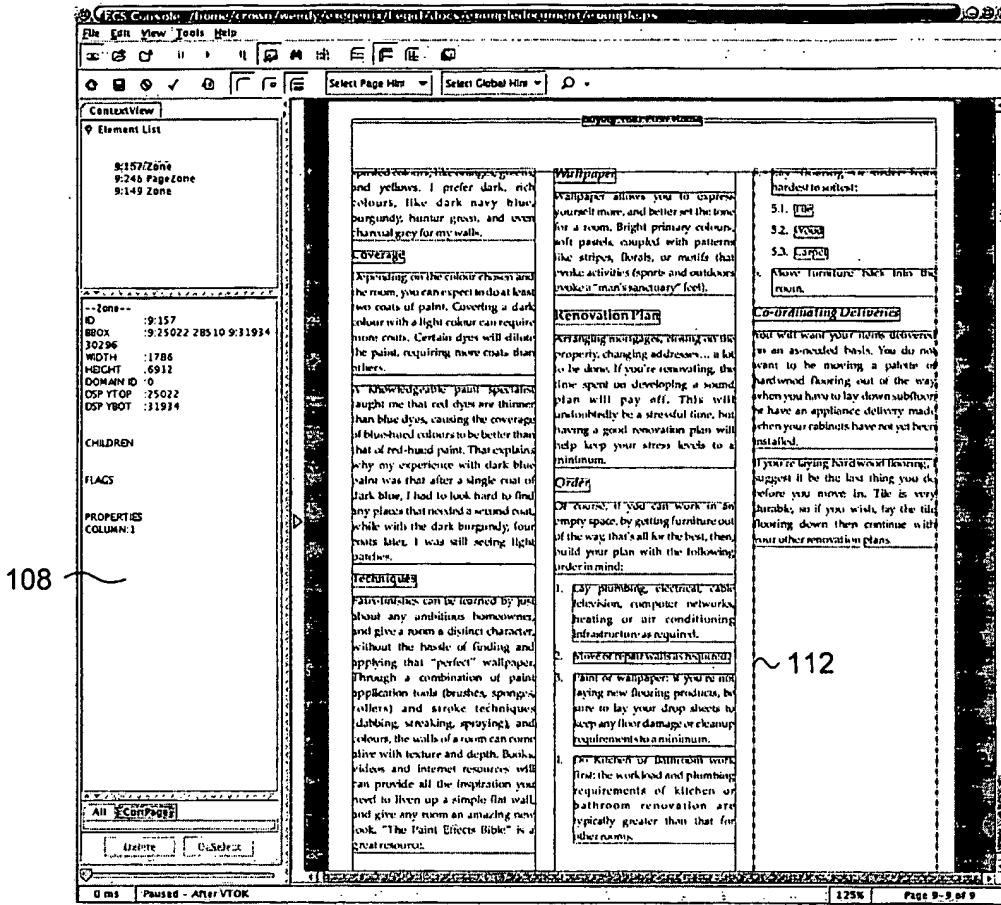 ECS Console /home/crown/wendy/exegenix/Legal/docs/exampledocument/example.ps
File Edit View Tools Help
Select Page Hint Select Global Hint
ContextView
Element List
9:157 Zone
9:246 PageZone
9:149 Zone
--Zone--
ID :9:157
BBOX :9:25022 28510 9:31934
30296
WIDTH :1786
HEIGHT :6912
DOMAIN ID :0
DSP YTOP :25022
DSP YBOT :31934
CHILDREN
FLAGS
PROPERTIES
COLUMN:1
108
All EConPages
Delete DeSelect
0 ms Paused - After VTOK
Buying Your First Home
and yellows. I prefer dark, rich
colours, like dark navy blue,
burgundy, hunter green, and even
charcoal grey for my walls.
Coverage
Depending on the colour chosen and
the room, you can expect to do at least
two coats of paint. Covering a dark
colour with a light colour can require
more coats. Certain dyes will dilute
the paint, requiring more coats than
others.
A knowledgeable paint specialist
taught me that red dyes are thinner
than blue dyes, causing the coverage
of blue-hued colours to be better than
that of red-hued paint. That explains
why my experience with dark blue
paint was that after a single coat of
dark blue, I had to look hard to find
any places that needed a second coat,
while with the dark burgundy, four
coats later, I was still seeing light
patches.
Techniques
Paint-finishes can be learned by just
about any ambitious homeowner,
and give a room a distinct character,
without the hassle of finding and
applying that "perfect" wallpaper.
Through a combination of paint
application tools (brushes, sponges,
rollers) and stroke techniques
(dabbing, streaking, spraying), and
colours, the walls of a room can come
alive with texture and depth. Books,
videos and Internet resources will
can provide all the inspiration you
need to liven up a simple flat wall,
and give any room an amazing new
look. "The Paint Effects Bible" is a
great resource.
Wallpaper
Wallpaper allows you to express
yourself more, and better set the tone
for a room. Bright primary colours,
soft pastels, coupled with patterns
like stripes, florals, or motifs that
evoke activities (sports and outdoors
evoke a "man's sanctuary" feel).
Renovation Plan
Arranging mortgages, closing on the
property, changing addresses... a lot
to be done. If you're renovating, the
time spent on developing a sound
plan will pay off. This will
undoubtedly be a stressful time, but
having a good renovation plan will
help keep your stress levels to a
minimum.
Order
Of course, if you can work in an
empty space, by getting furniture out
of the way, that's all for the best, then,
build your plan with the following
order in mind:
1. Lay plumbing, electrical, cable
television, computer networks,
heating or air conditioning
infrastructure as required.
2. Move or repair walls as required.
3. Paint or wallpaper: if you're not
laying new flooring products, be
sure to lay your drop sheets to
keep any floor damage or cleanup
requirements to a minimum.
4. Do Kitchen or Bathroom work
first: the workload and plumbing
requirements of kitchen or
bathroom renovation are
typically greater than that for
other rooms.
hardest to softest:
5.1. Tile
5.2. Wood
5.3. Carpet
Move furniture back into the
room.
Co-ordinating Deliveries
You will want your items delivered
on an as-needed basis. You do not
want to be moving a palette of
hardwood flooring out of the way
when you have to lay down subfloor
or have an appliance delivery made
when your cabinets have not yet been
installed.
If you're laying hardwood flooring, I
suggest it be the last thing you do
before you move in. Tile is very
durable, so if you wish, lay the tile
flooring down then continue with
your other renovation plans.
112
125% Page 9-9 of 9